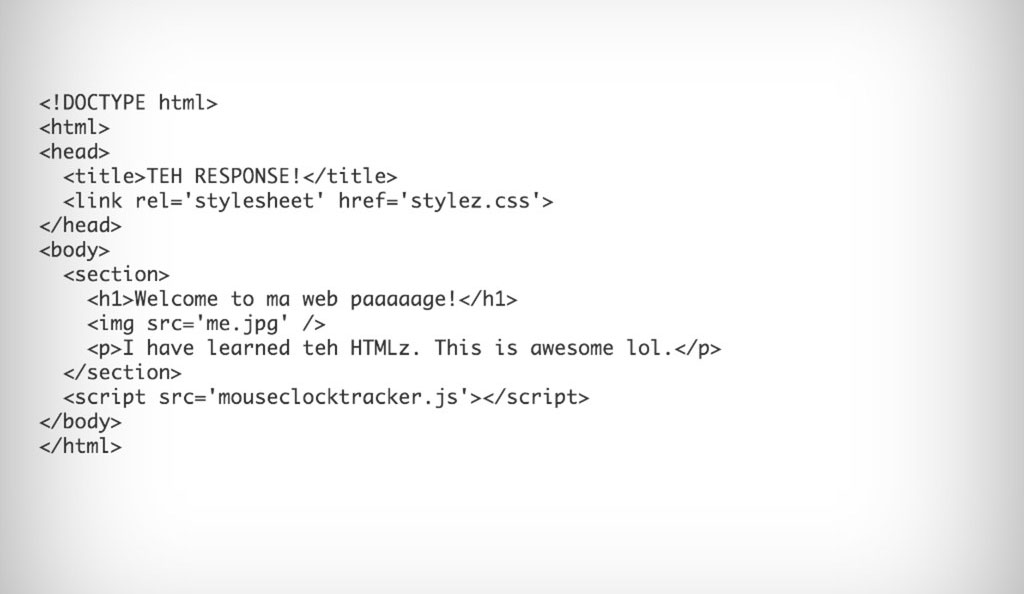 <!DOCTYPE html>
<html>
<head>
<title>TEH RESPONSE!</title>
<link rel='stylesheet' href='stylez.css'>
</head>
<body>
<section>
<h1>Welcome to ma web paaaaage!</h1>
<img src='me.jpg' />
<p>I have learned teh HTMLz. This is awesome lol.</p>
</section>
<script src='mouseclocktracker.js'></script>
</body>
</html>